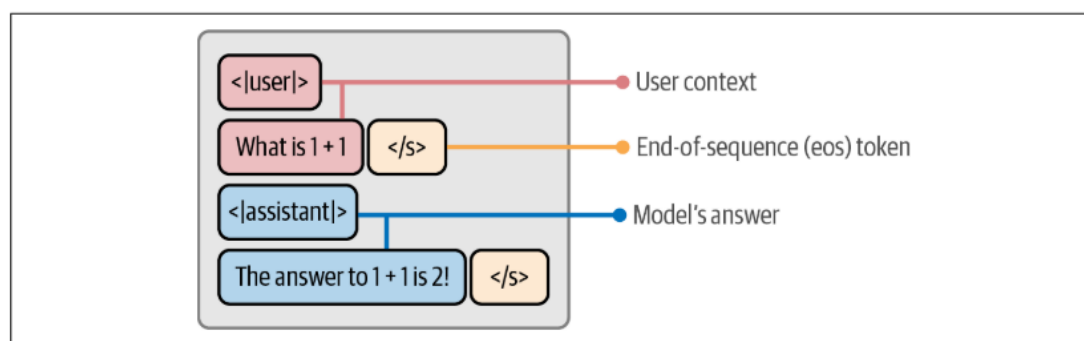 <|user|>
User context
What is 1 + 1
</s>
End-of-sequence (eos) token
<|assistant|>
Model's answer
The answer to 1 + 1 is 2!
</s>